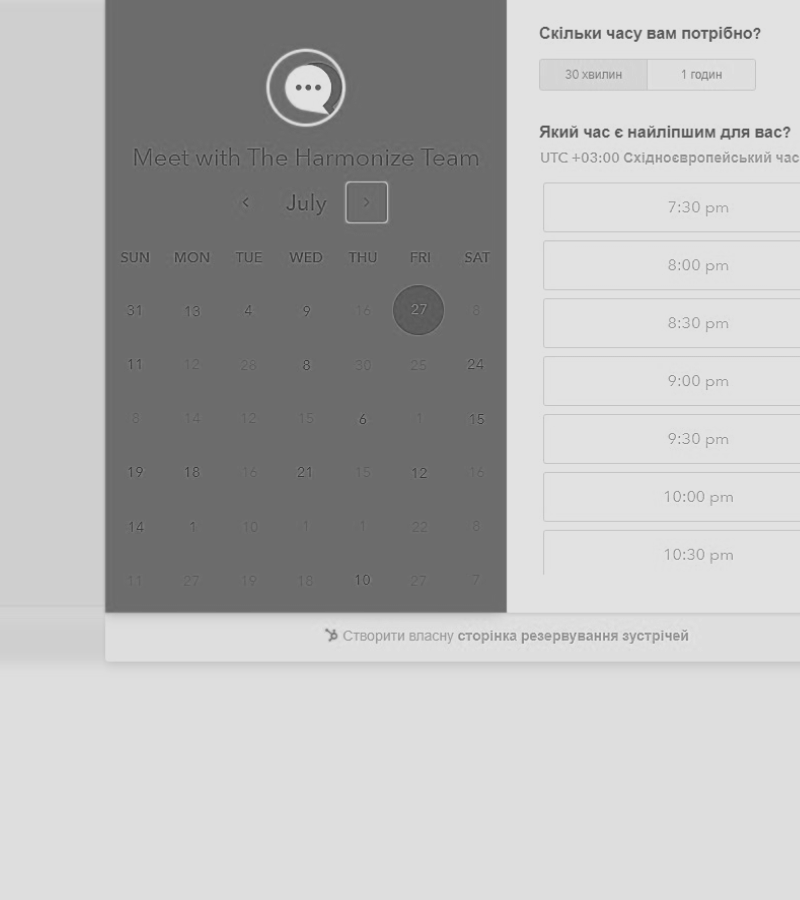 Meet with The Harmonize Team
July
SUN MON TUE WED THU FRI SAT
31 13 4 9 16 27 8
11 12 28 8 30 25 24
8 14 12 15 6 1 15
19 18 16 21 15 12 16
14 1 10 1 1 22 8
11 27 19 18 10 27 7
Скільки часу вам потрібно?
30 хвилин 1 годин
Який час є найліпшим для вас?
UTC +03:00 Східноєвропейський час
7:30 pm
8:00 pm
8:30 pm
9:00 pm
9:30 pm
10:00 pm
10:30 pm
Створити власну сторінка резервування зустрічей